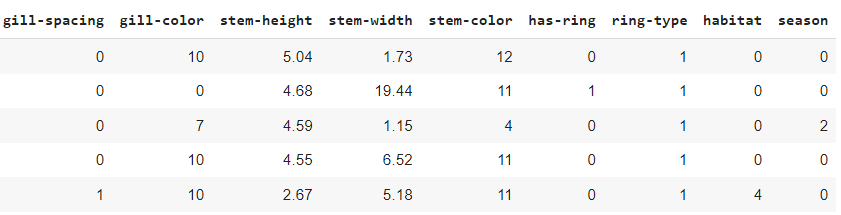 gill-spacing gill-color stem-height stem-width stem-color has-ring ring-type habitat season
0 10 5.04 1.73 12 0 1 0 0
0 0 4.68 19.44 11 1 1 0 0
0 7 4.59 1.15 4 0 1 0 2
0 10 4.55 6.52 11 0 1 0 0
1 10 2.67 5.18 11 0 1 4 0